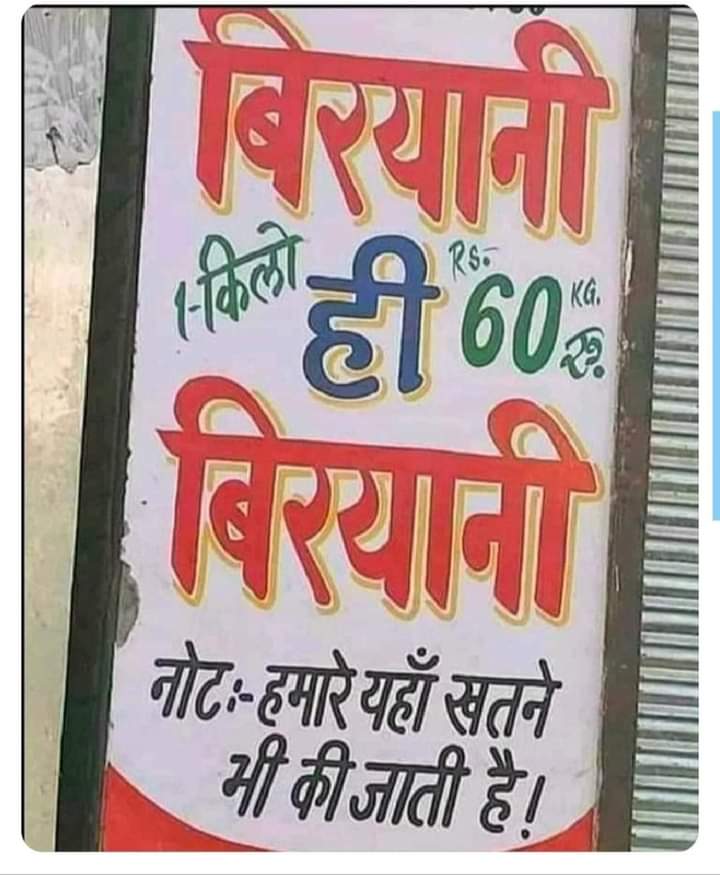 बिरयानी
1-किलो ही Rs. 60 KG. रु.
बिरयानी
नोट:-हमारे यहाँ खतने
भी की जाती है!